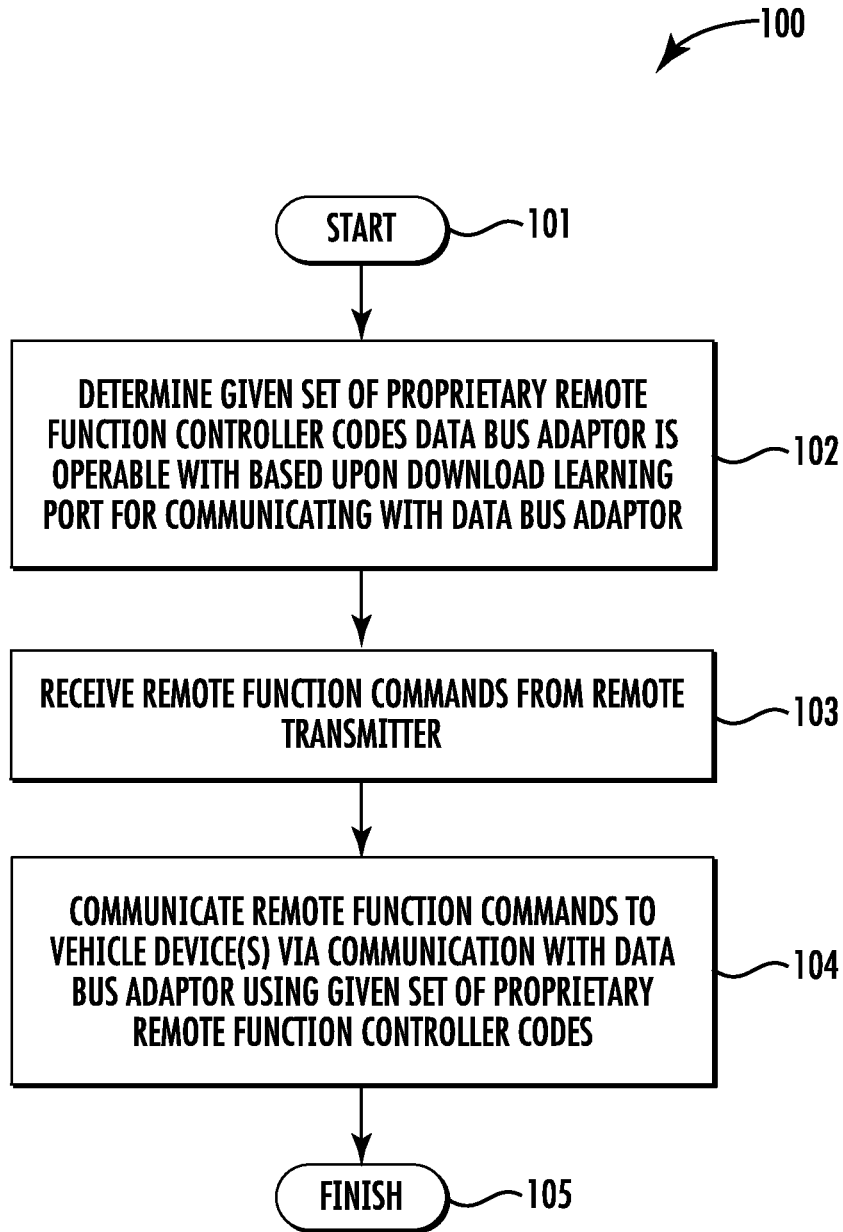 100
START
101
DETERMINE GIVEN SET OF PROPRIETARY REMOTE
FUNCTION CONTROLLER CODES DATA BUS ADAPTOR IS
OPERABLE WITH BASED UPON DOWNLOAD LEARNING
PORT FOR COMMUNICATING WITH DATA BUS ADAPTOR
102
RECEIVE REMOTE FUNCTION COMMANDS FROM REMOTE
TRANSMITTER
103
COMMUNICATE REMOTE FUNCTION COMMANDS TO
VEHICLE DEVICE(S) VIA COMMUNICATION WITH DATA
BUS ADAPTOR USING GIVEN SET OF PROPRIETARY
REMOTE FUNCTION CONTROLLER CODES
104
FINISH
105